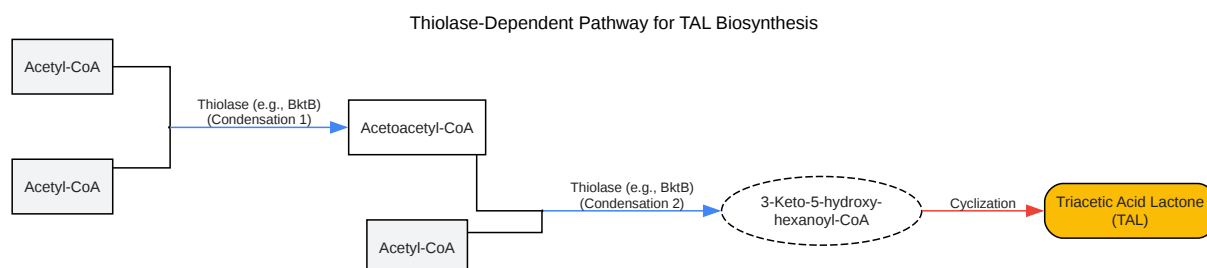 Thiolase-Dependent Pathway for TAL Biosynthesis
Acetyl-CoA
Thiolase (e.g., BktB)
(Condensation 1)
Acetoacetyl-CoA
Acetyl-CoA
Thiolase (e.g., BktB)
(Condensation 2)
3-Keto-5-hydroxy-
hexanoyl-CoA
Cyclization
Triacetic Acid Lactone
(TAL)
Acetyl-CoA